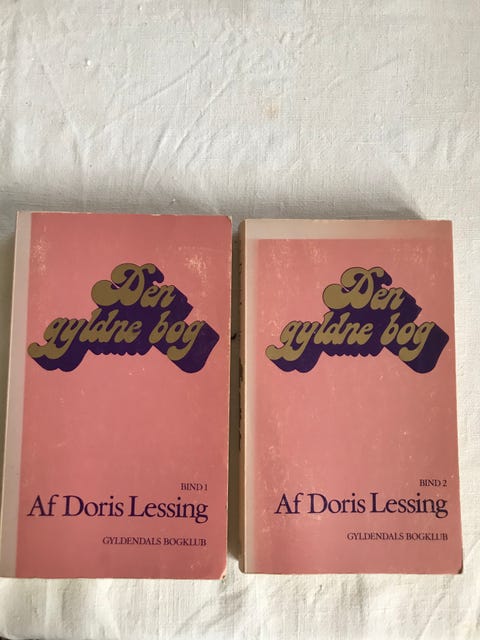 Den
gyldne bog
BIND 1
Af Doris Lessing
GYLDENDALS BOGKLUB
Den
gyldne bog
BIND 2
Af Doris Lessing
GYLDENDALS BOGKLUB